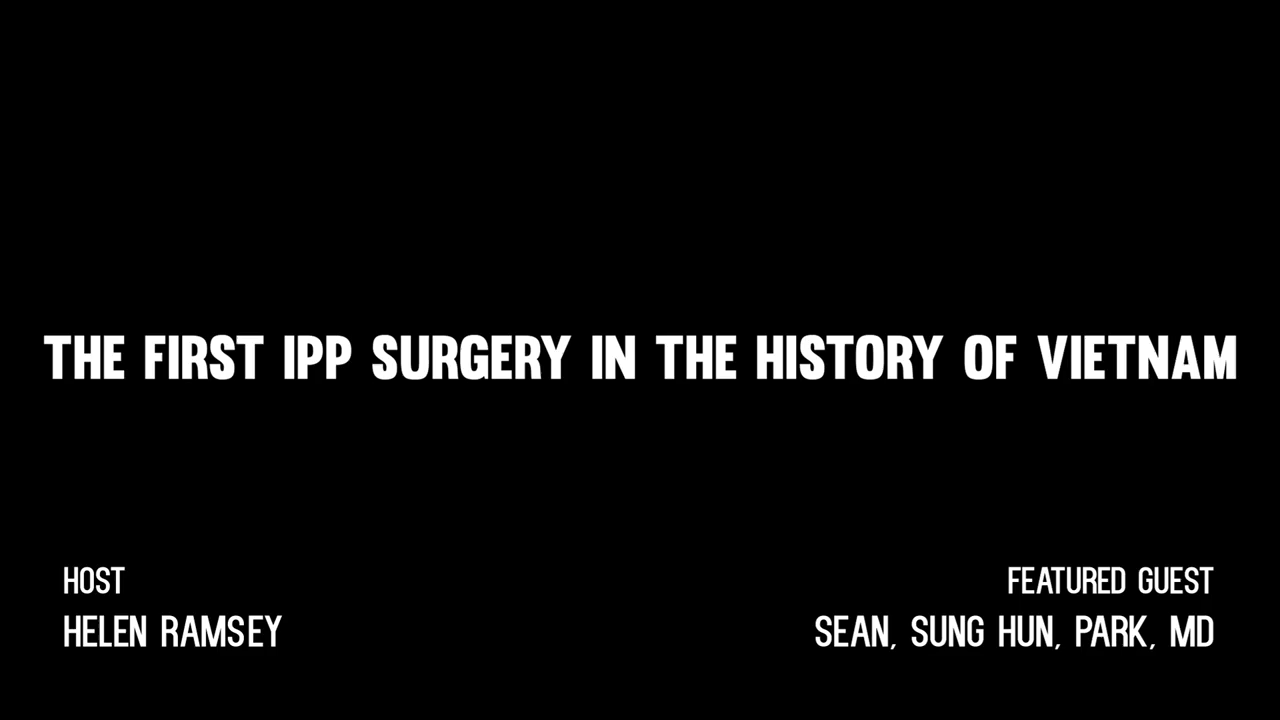 THE FIRST IPP SURGERY IN THE HISTORY OF VIETNAM
HOST
HELEN RAMSEY
FEATURED GUEST
SEAN, SUNG HUN, PARK, MD